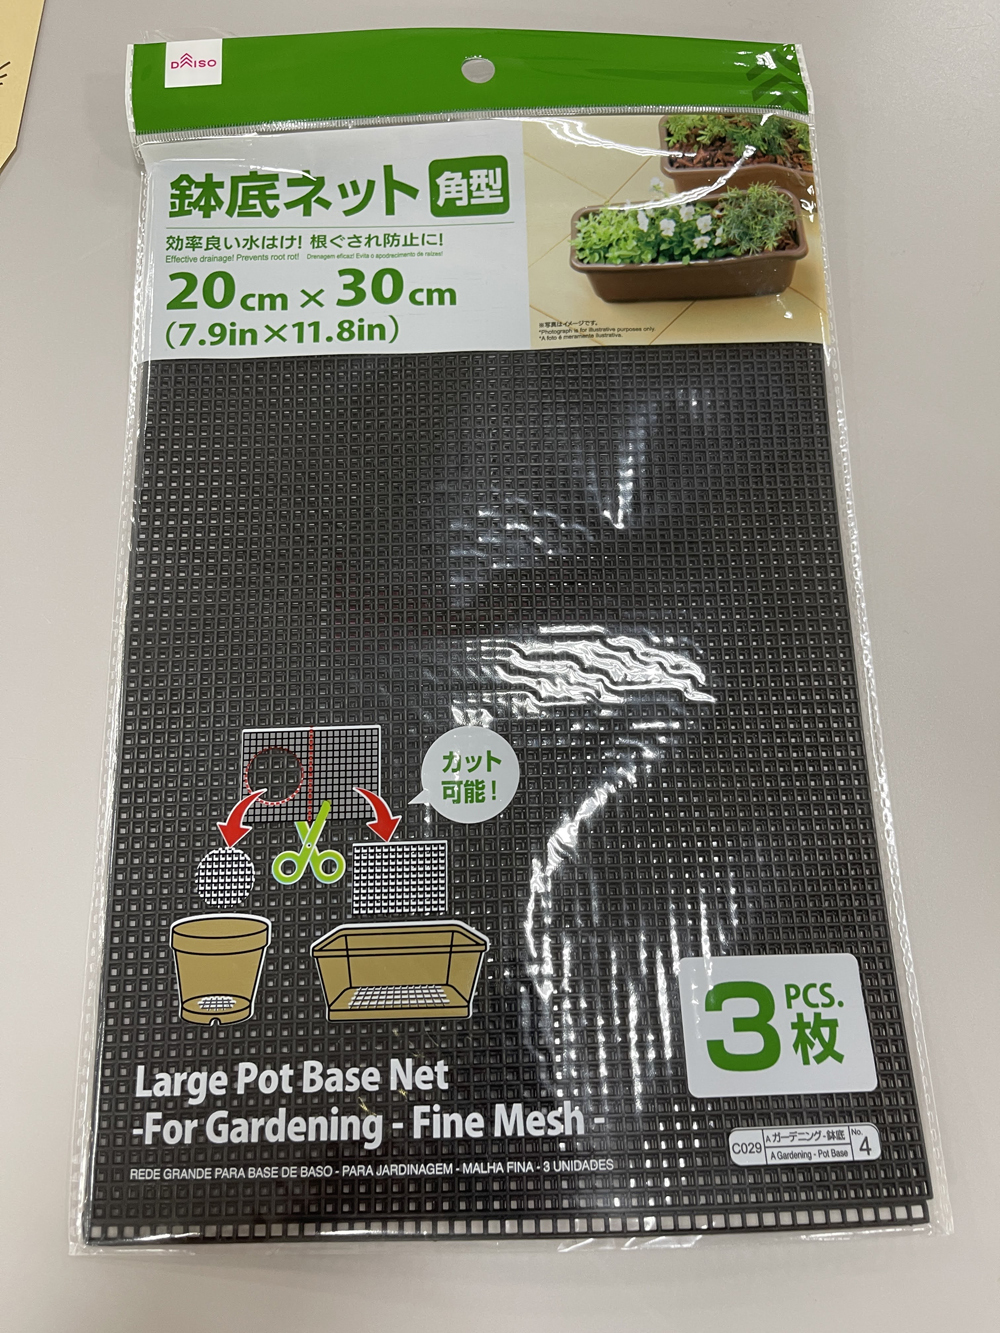 DAISO
鉢底ネット 角型
効率良い水はけ! 根ぐされ防止に!
Effective drainage! Prevents root rot! Drenagem eficaz! Evita o apodrecimento de raízes!
20cm×30cm
(7.9in×11.8in)
※写真はイメージです。
*Photograph is for illustrative purposes only.
*A foto é meramente ilustrativa.
カット
可能!
3 PCS.
枚
Large Pot Base Net
-For Gardening - Fine Mesh -
REDE GRANDE PARA BASE DE BASO - PARA JARDINAGEM - MALHA FINA - 3 UNIDADES
C029 A ガーデニング・鉢底 No. 4
A Gardening - Pot Base